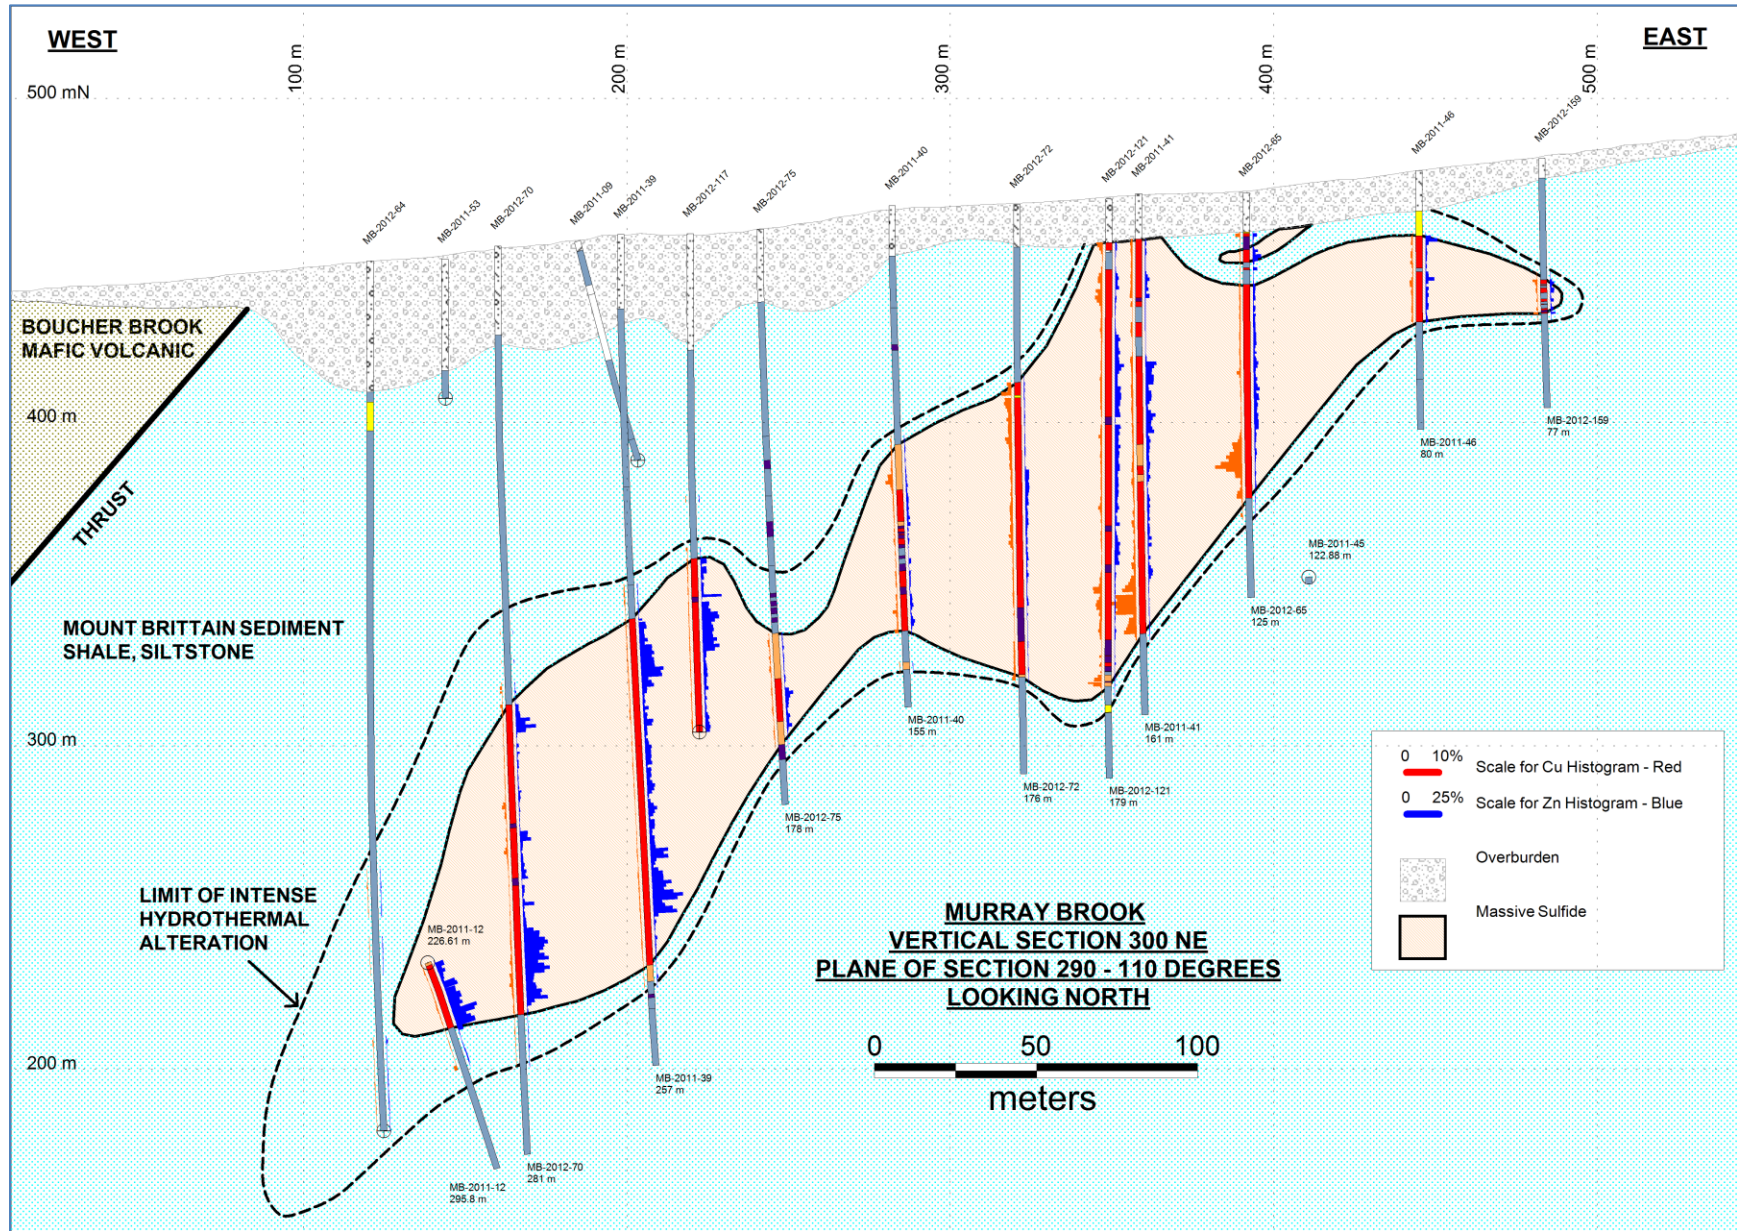 WEST
EAST
100 m
200 m
300 m
400 m
500 m
500 mN
400 m
300 m
200 m
MB-2012-64
MB-2011-53
MB-2012-70
MB-2011-09
MB-2011-39
MB-2012-117
MB-2012-75
MB-2011-40
MB-2012-72
MB-2012-121
MB-2011-41
MB-2012-65
MB-2011-46
MB-2012-159
BOUCHER BROOK
MAFIC VOLCANIC
THRUST
MOUNT BRITTAIN SEDIMENT
SHALE, SILTSTONE
LIMIT OF INTENSE
HYDROTHERMAL
ALTERATION
MB-2011-12
226.61 m
MB-2011-12
295.8 m
MB-2012-70
281 m
MB-2011-39
257 m
MB-2012-75
178 m
MB-2011-40
155 m
MB-2012-72
176 m
MB-2012-121
179 m
MB-2011-41
161 m
MB-2012-65
125 m
MB-2011-45
122.88 m
MB-2011-46
80 m
MB-2012-159
77 m
MURRAY BROOK
VERTICAL SECTION 300 NE
PLANE OF SECTION 290 - 110 DEGREES
LOOKING NORTH
0 50 100
meters
0 10% Scale for Cu Histogram - Red
0 25% Scale for Zn Histogram - Blue
Overburden
Massive Sulfide